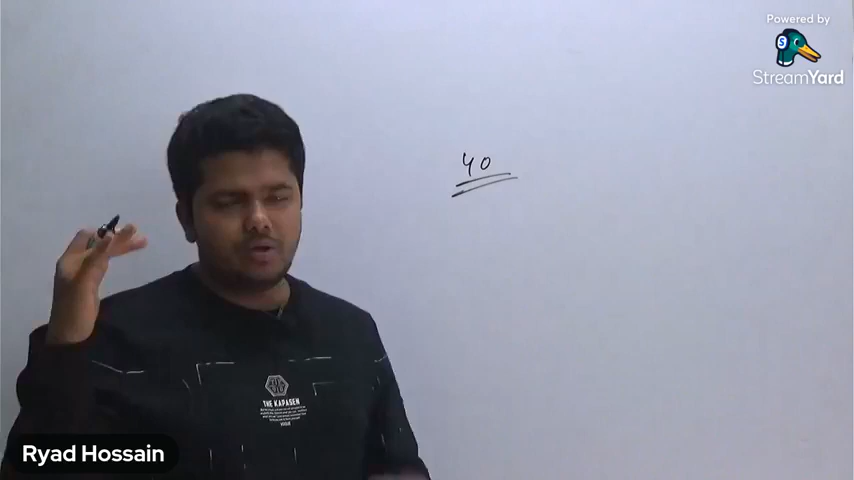 Powered by
StreamYard
40
THE KAPASEN
Ryad Hossain